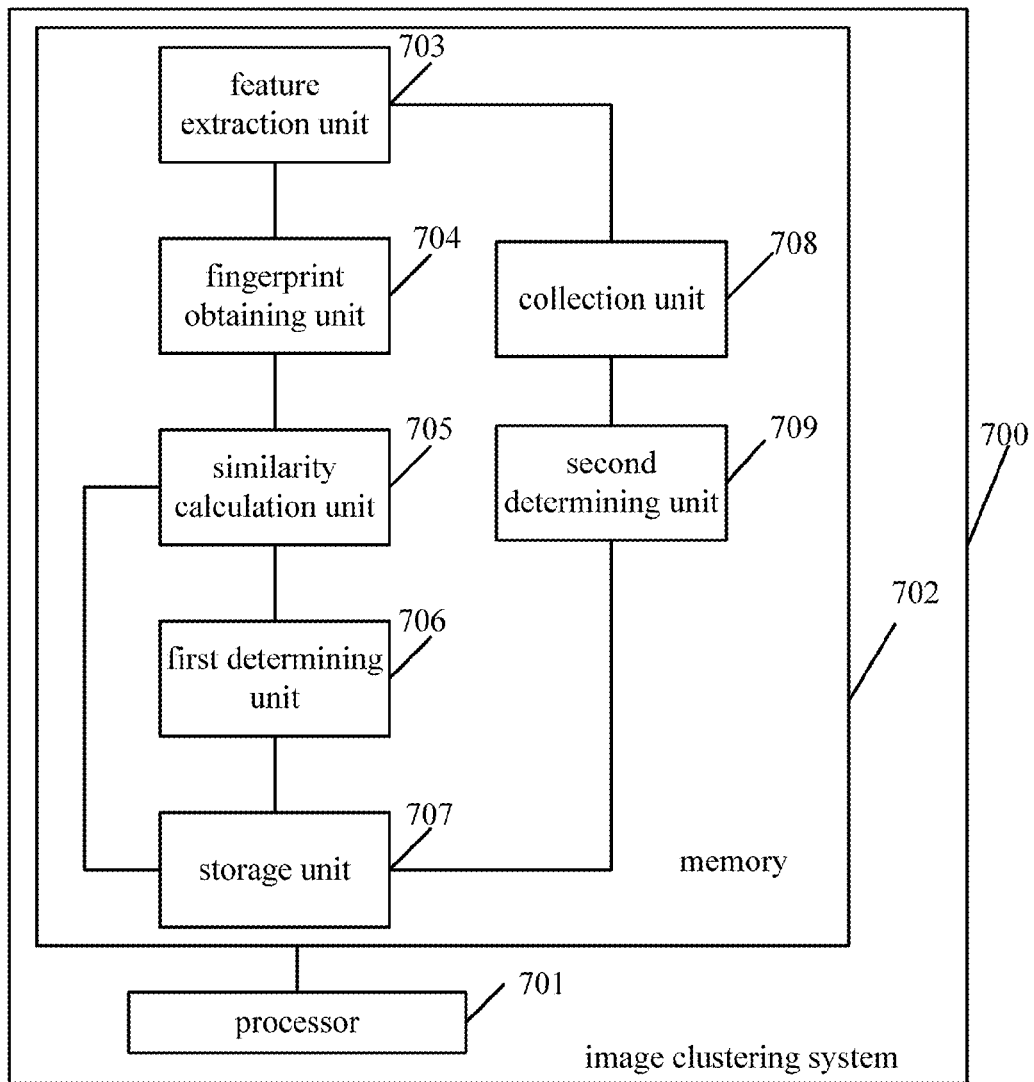 703
feature
extraction unit
704
fingerprint
obtaining unit
708
collection unit
705
similarity
calculation unit
709
second
determining unit
700
702
706
first determining
unit
707
storage unit
memory
701
processor
image clustering system